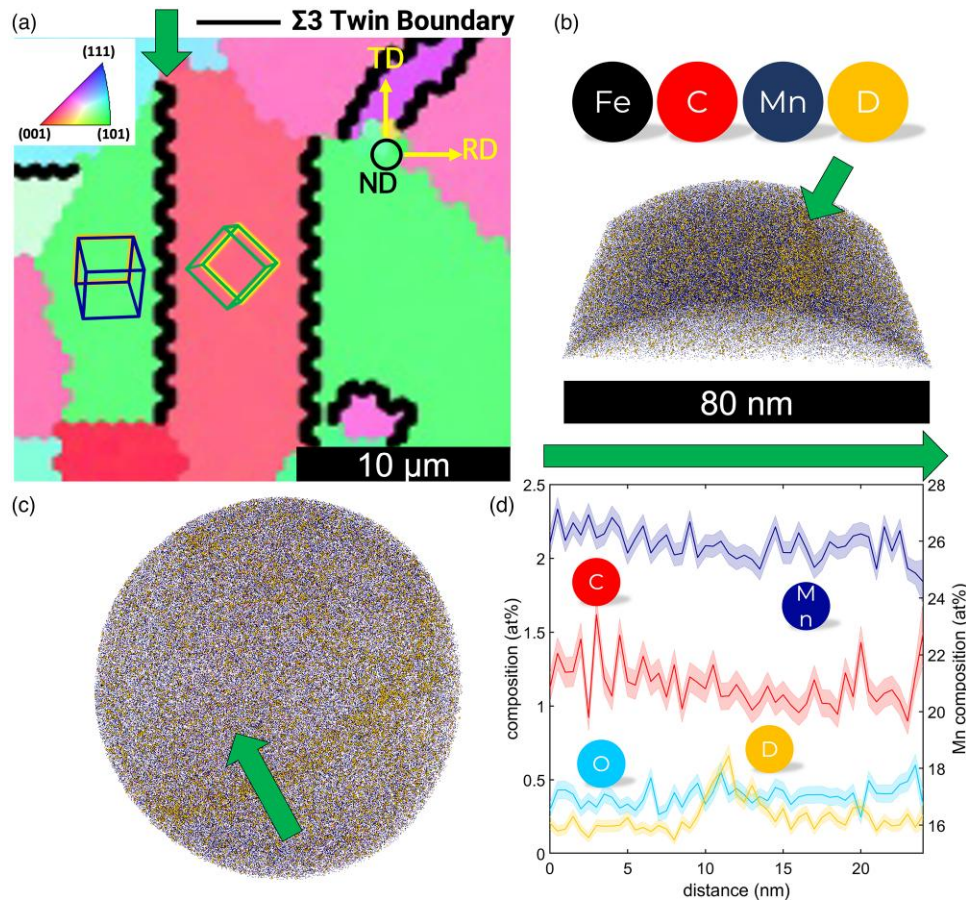 (a)
Σ3 Twin Boundary
(111)
(001)
(101)
TD
RD
ND
10 μm
(b)
Fe
C
Mn
D
80 nm
(c)
(d)
2.5
2
1.5
1
0.5
0
composition (at%)
28
26
24
22
20
18
16
Mn composition (at%)
C
M
n
O
D
0
5
10
15
20
distance (nm)